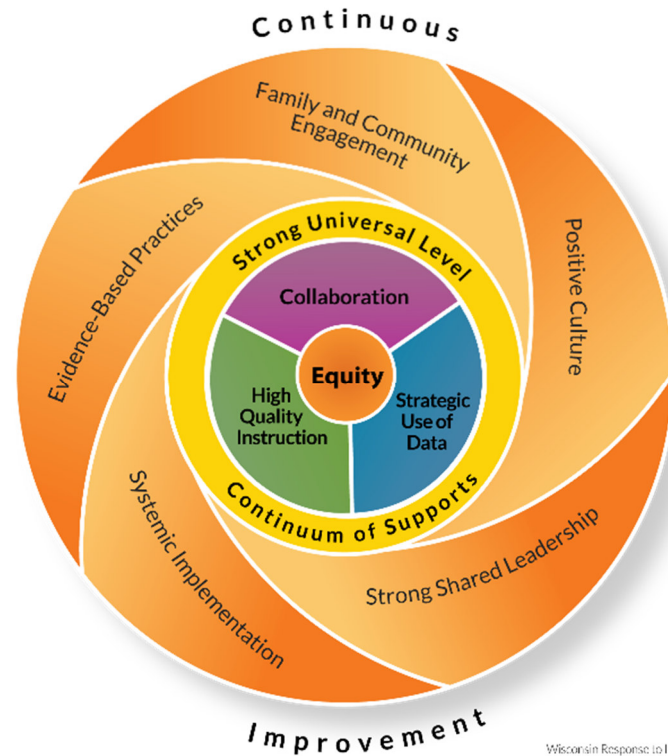 Continuous
Family and Community
Engagement
Positive Culture
Evidence-Based Practices
Strong Universal Level
Collaboration
Equity
High
Quality
Instruction
Strategic
Use of
Data
Continuum of Supports
Strong Shared Leadership
Systemic Implementation
Improvement
Wisconsin Response to